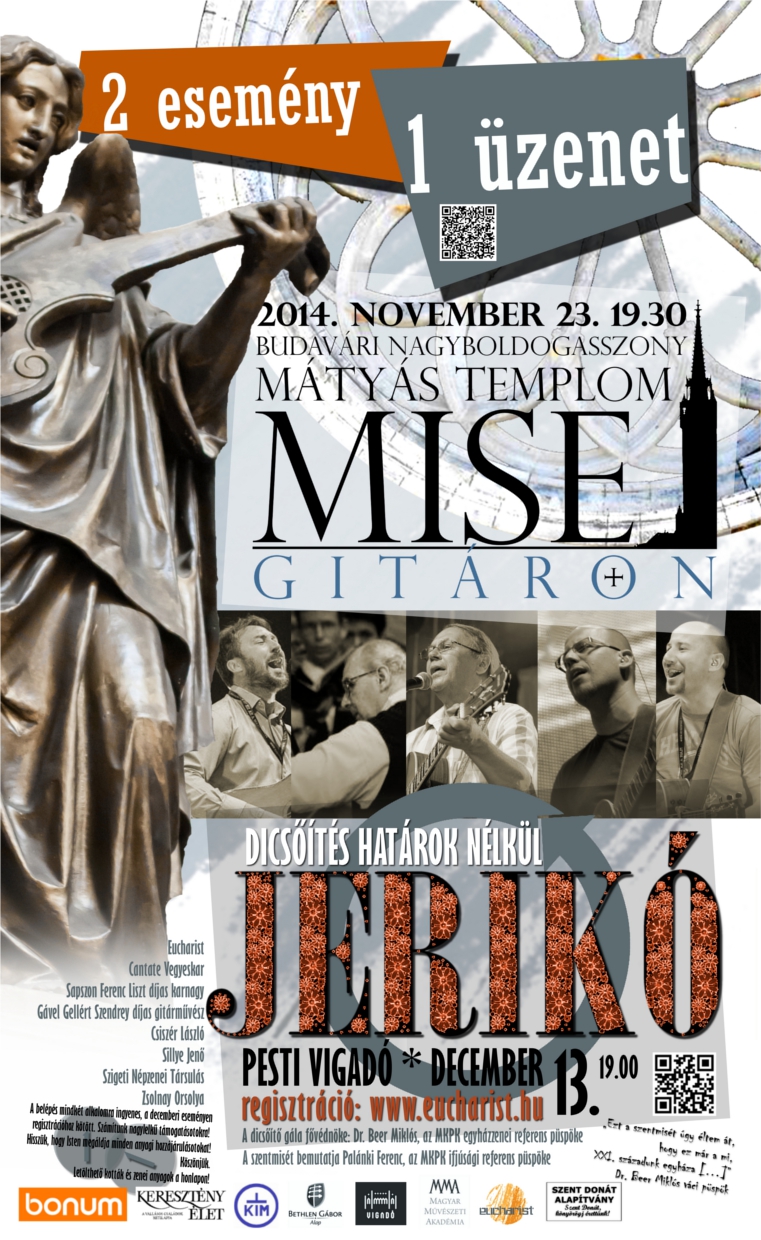 2 esemény
1 üzenet
2014. NOVEMBER 23. 19.30
BUDAVÁRI NAGYBOLDOGASSZONY
MÁTYÁS TEMPLOM
MISE
GITÁRON
DICSŐÍTÉS HATÁROK NÉLKÜL
JERIKÓ
PESTI VIGADÓ * DECEMBER 13. 19.00
regisztráció: www.eucharist.hu
A dicsőítő gála fővédnöke: Dr. Beer Miklós, az MKPK egyházzenei referens püspöke
A szentmisét bemutatja Palánki Ferenc, az MKPK ifjúsági referens püspöke
Eucharist
Cantate Vegyeskar
Sapszon Ferenc Liszt díjas karnagy
Gável Gellért Szendrey díjas gitárművész
Csiszér László
Sillye Jenő
Szigeti Népzenei Társulás
Zsolnay Orsolya
A belépés mindkét alkalomra ingyenes, a decemberi eseményen
regisztrációhoz kötött. Számítunk nagylelkű támogatásotokra!
Hisszük, hogy Isten megáldja minden anyagi hozzájárulásotokat!
Köszönjük.
Letölthető kották és zenei anyagok a honlapon!
„Ezt a szentmisét úgy éltem át,
hogy ez már a mi,
XXI. századunk egyháza [...]"
Dr. Beer Miklós váci püspök
bonum
KERESZTÉNY
ÉLET
KIM
BETHLEN GÁBOR
Alap
VIGADÓ
MMA
MAGYAR
MŰVÉSZETI
AKADÉMIA
eucharist
SZENT DONÁT
ALAPÍTVÁNY
Szent Donát,
könyörögj érettünk!